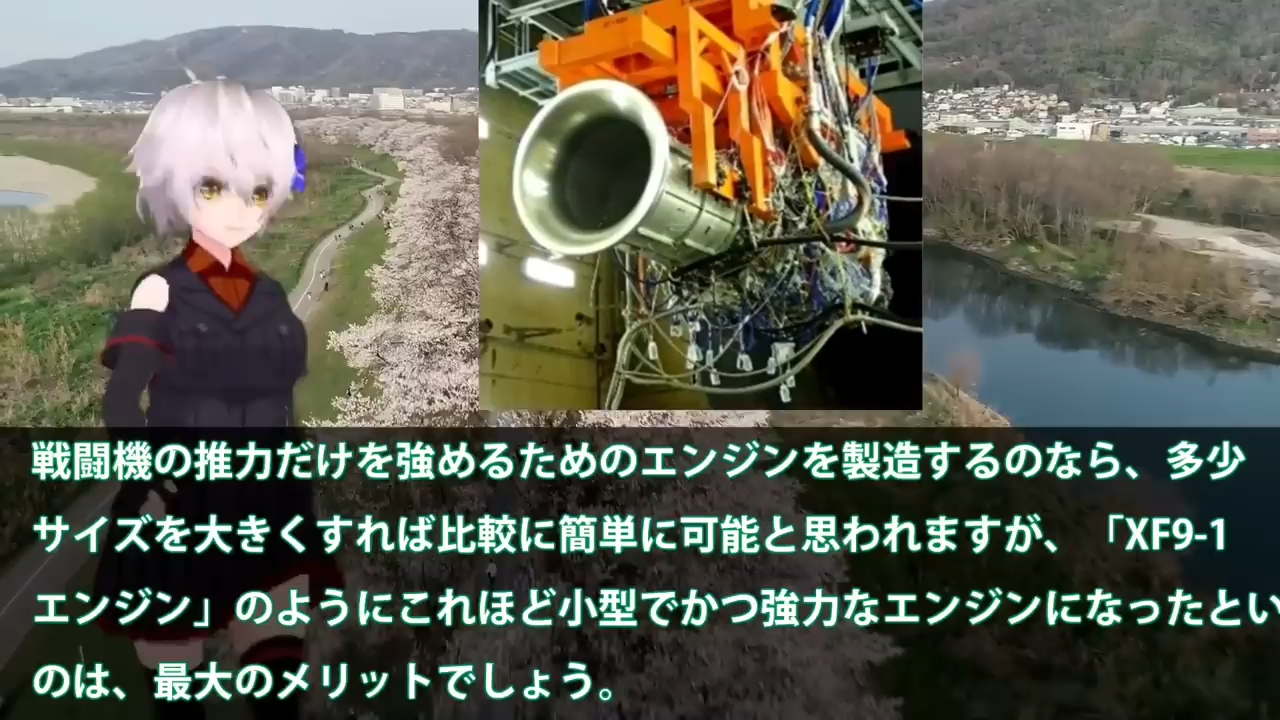 戦闘機の推力だけを強めるためのエンジンを製造するのなら、多少
サイズを大きくすれば比較に簡単に可能と思われますが、「XF9-1
エンジン」のようにこれほど小型でかつ強力なエンジンになったとい
のは、最大のメリットでしょう。